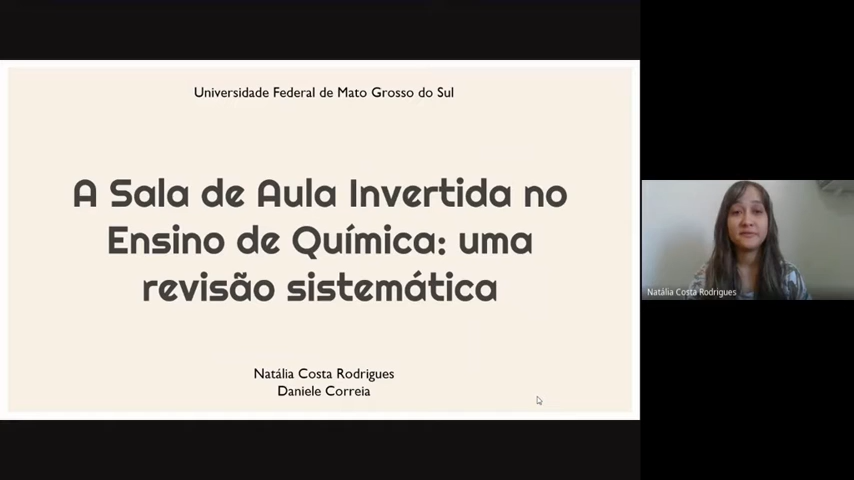 Universidade Federal de Mato Grosso do Sul
A Sala de Aula Invertida no
Ensino de Química: uma
revisão sistemática
Natália Costa Rodrigues
Daniele Correia
Natália Costa Rodrigues